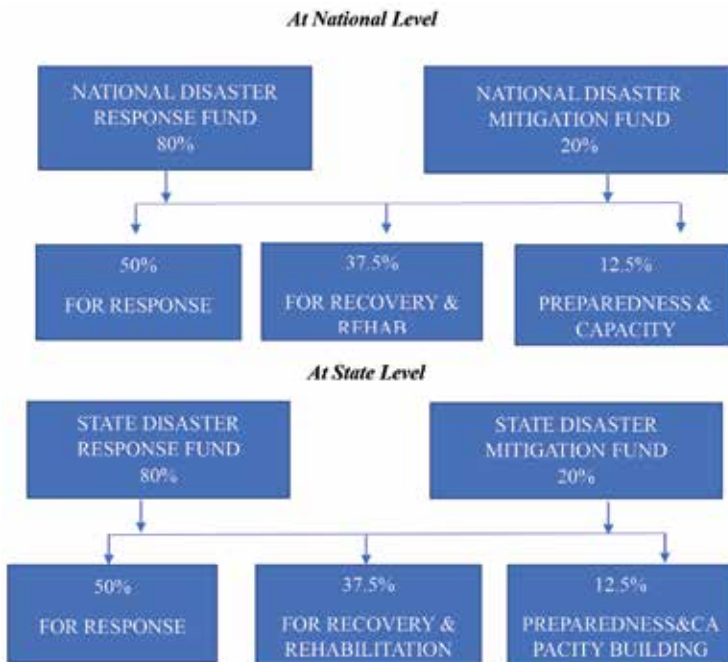 At National Level
NATIONAL DISASTER
RESPONSE FUND
80%
NATIONAL DISASTER
MITIGATION FUND
20%
50%
FOR RESPONSE
37.5%
FOR RECOVERY &
REHAB
12.5%
PREPAREDNESS &
CAPACITY
At State Level
STATE DISASTER
RESPONSE FUND
80%
STATE DISASTER
MITIGATION FUND
20%
50%
FOR RESPONSE
37.5%
FOR RECOVERY &
REHABILITATION
12.5%
PREPAREDNESS&CA
PACITY BUILDING